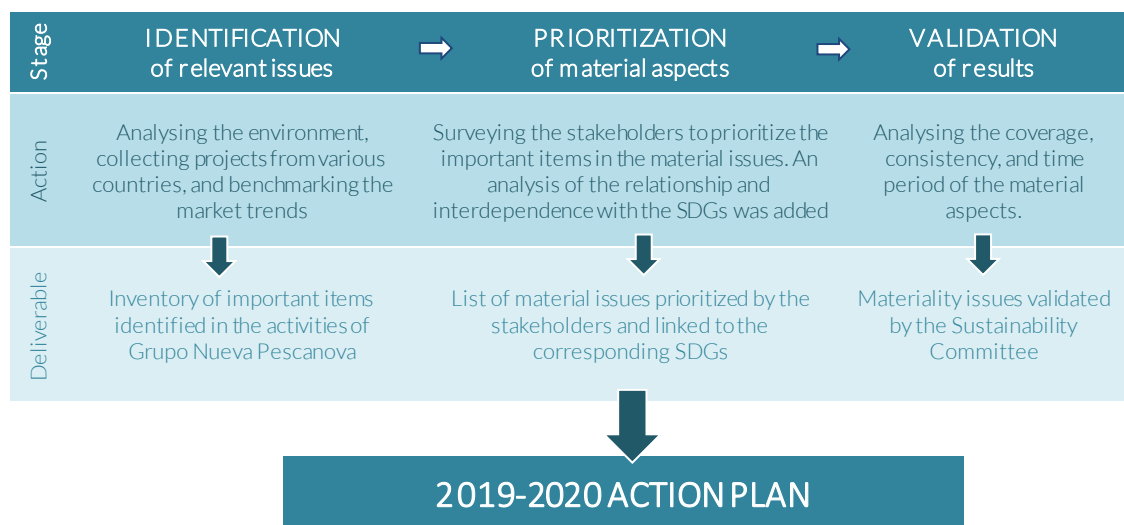 Stage
IDENTIFICATION
of relevant issues
PRIORITIZATION
of material aspects
VALIDATION
of results
Action
Analysing the environment,
collecting projects from various
countries, and benchmarking the
market trends
Surveying the stakeholders to prioritize the
important items in the material issues. An
analysis of the relationship and
interdependence with the SDGs was added
Analysing the coverage,
consistency, and time
period of the material
aspects.
Deliverable
Inventory of important items
identified in the activities of
Grupo Nueva Pescanova
List of material issues prioritized by the
stakeholders and linked to the
corresponding SDGs
Materiality issues validated
by the Sustainability
Committee
2019-2020 ACTION PLAN